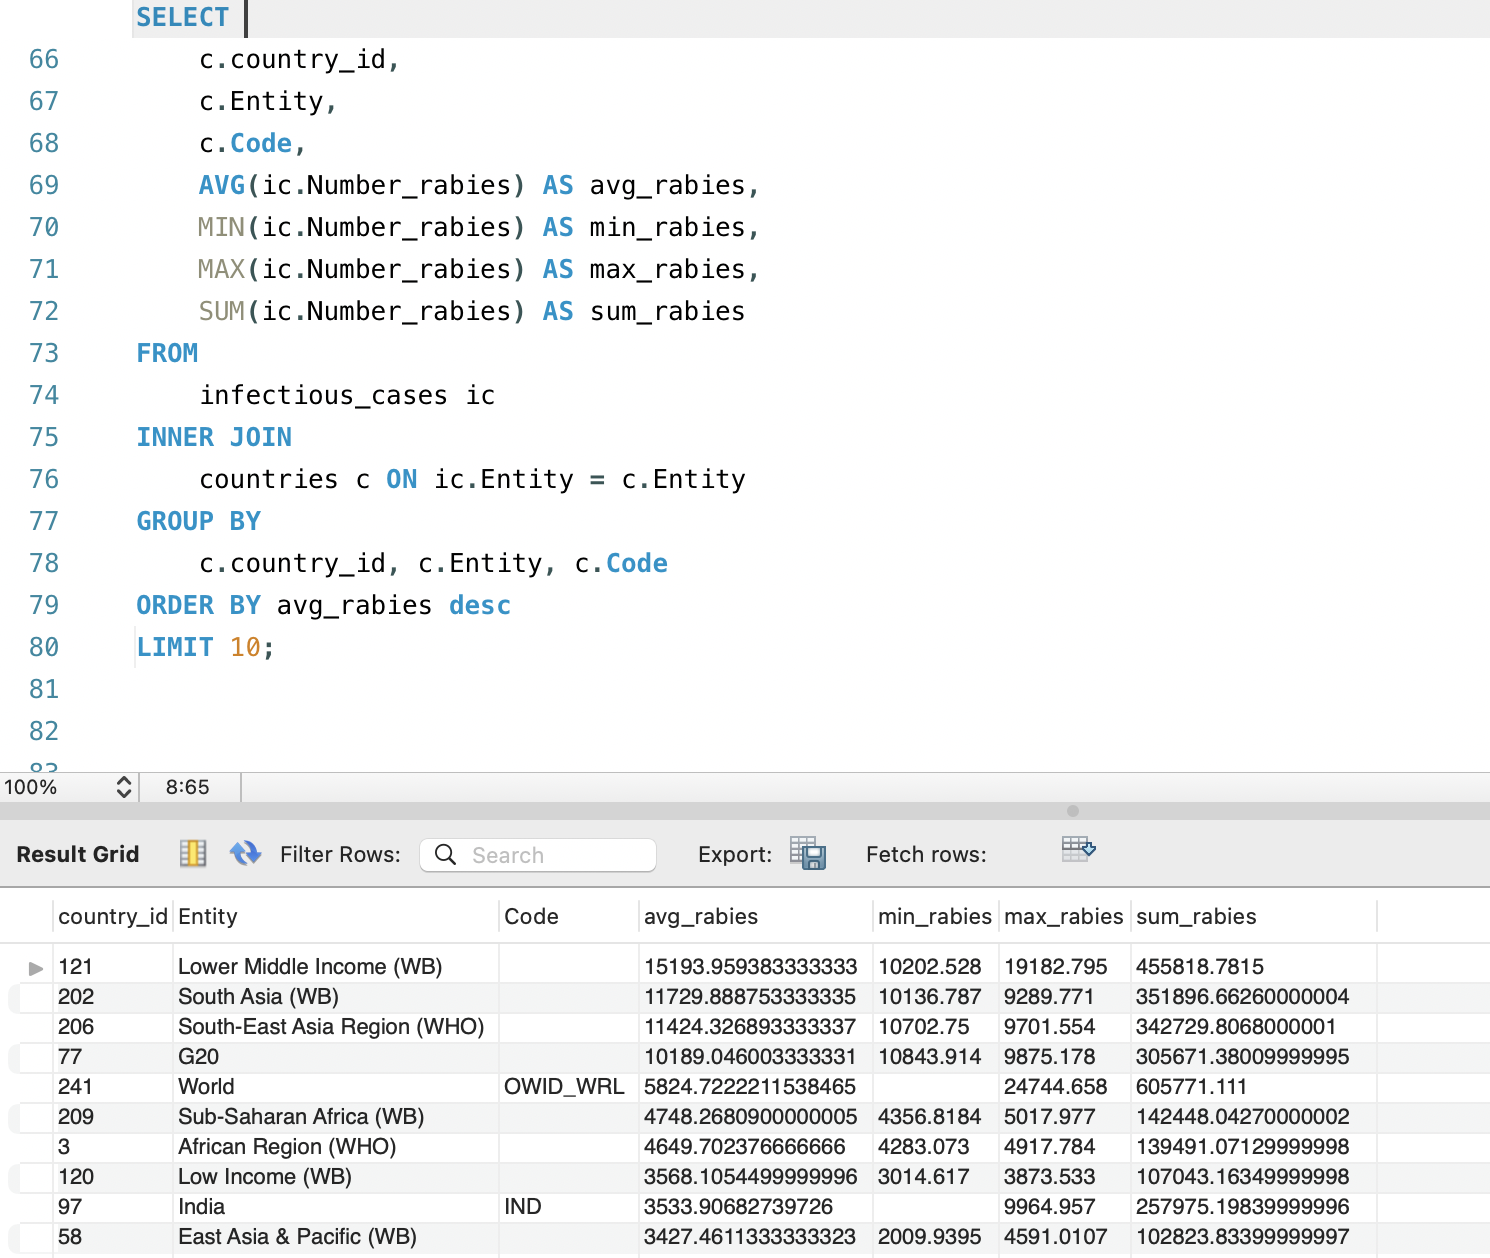 SELECT
66 c.country_id,
67 c.Entity,
68 c.Code,
69 AVG(ic.Number_rabies) AS avg_rabies,
70 MIN(ic.Number_rabies) AS min_rabies,
71 MAX(ic.Number_rabies) AS max_rabies,
72 SUM(ic.Number_rabies) AS sum_rabies
73 FROM
74 infectious_cases ic
75 INNER JOIN
76 countries c ON ic.Entity = c.Entity
77 GROUP BY
78 c.country_id, c.Entity, c.Code
79 ORDER BY avg_rabies desc
80 LIMIT 10;
81
82
83
100% 8:65
Result Grid Filter Rows: Search Export: Fetch rows:
country_id Entity Code avg_rabies min_rabies max_rabies sum_rabies
121 Lower Middle Income (WB) 15193.959383333333 10202.528 19182.795 455818.7815
202 South Asia (WB) 11729.888753333335 10136.787 9289.771 351896.66260000004
206 South-East Asia Region (WHO) 11424.326893333337 10702.75 9701.554 342729.8068000001
77 G20 10189.046003333331 10843.914 9875.178 305671.38009999995
241 World OWID_WRL 5824.7222211538465 24744.658 605771.111
209 Sub-Saharan Africa (WB) 4748.2680900000005 4356.8184 5017.977 142448.04270000002
3 African Region (WHO) 4649.702376666666 4283.073 4917.784 139491.07129999998
120 Low Income (WB) 3568.1054499999996 3014.617 3873.533 107043.16349999998
97 India IND 3533.90682739726 9964.957 257975.19839999996
58 East Asia & Pacific (WB) 3427.4611333333323 2009.9395 4591.0107 102823.83399999997